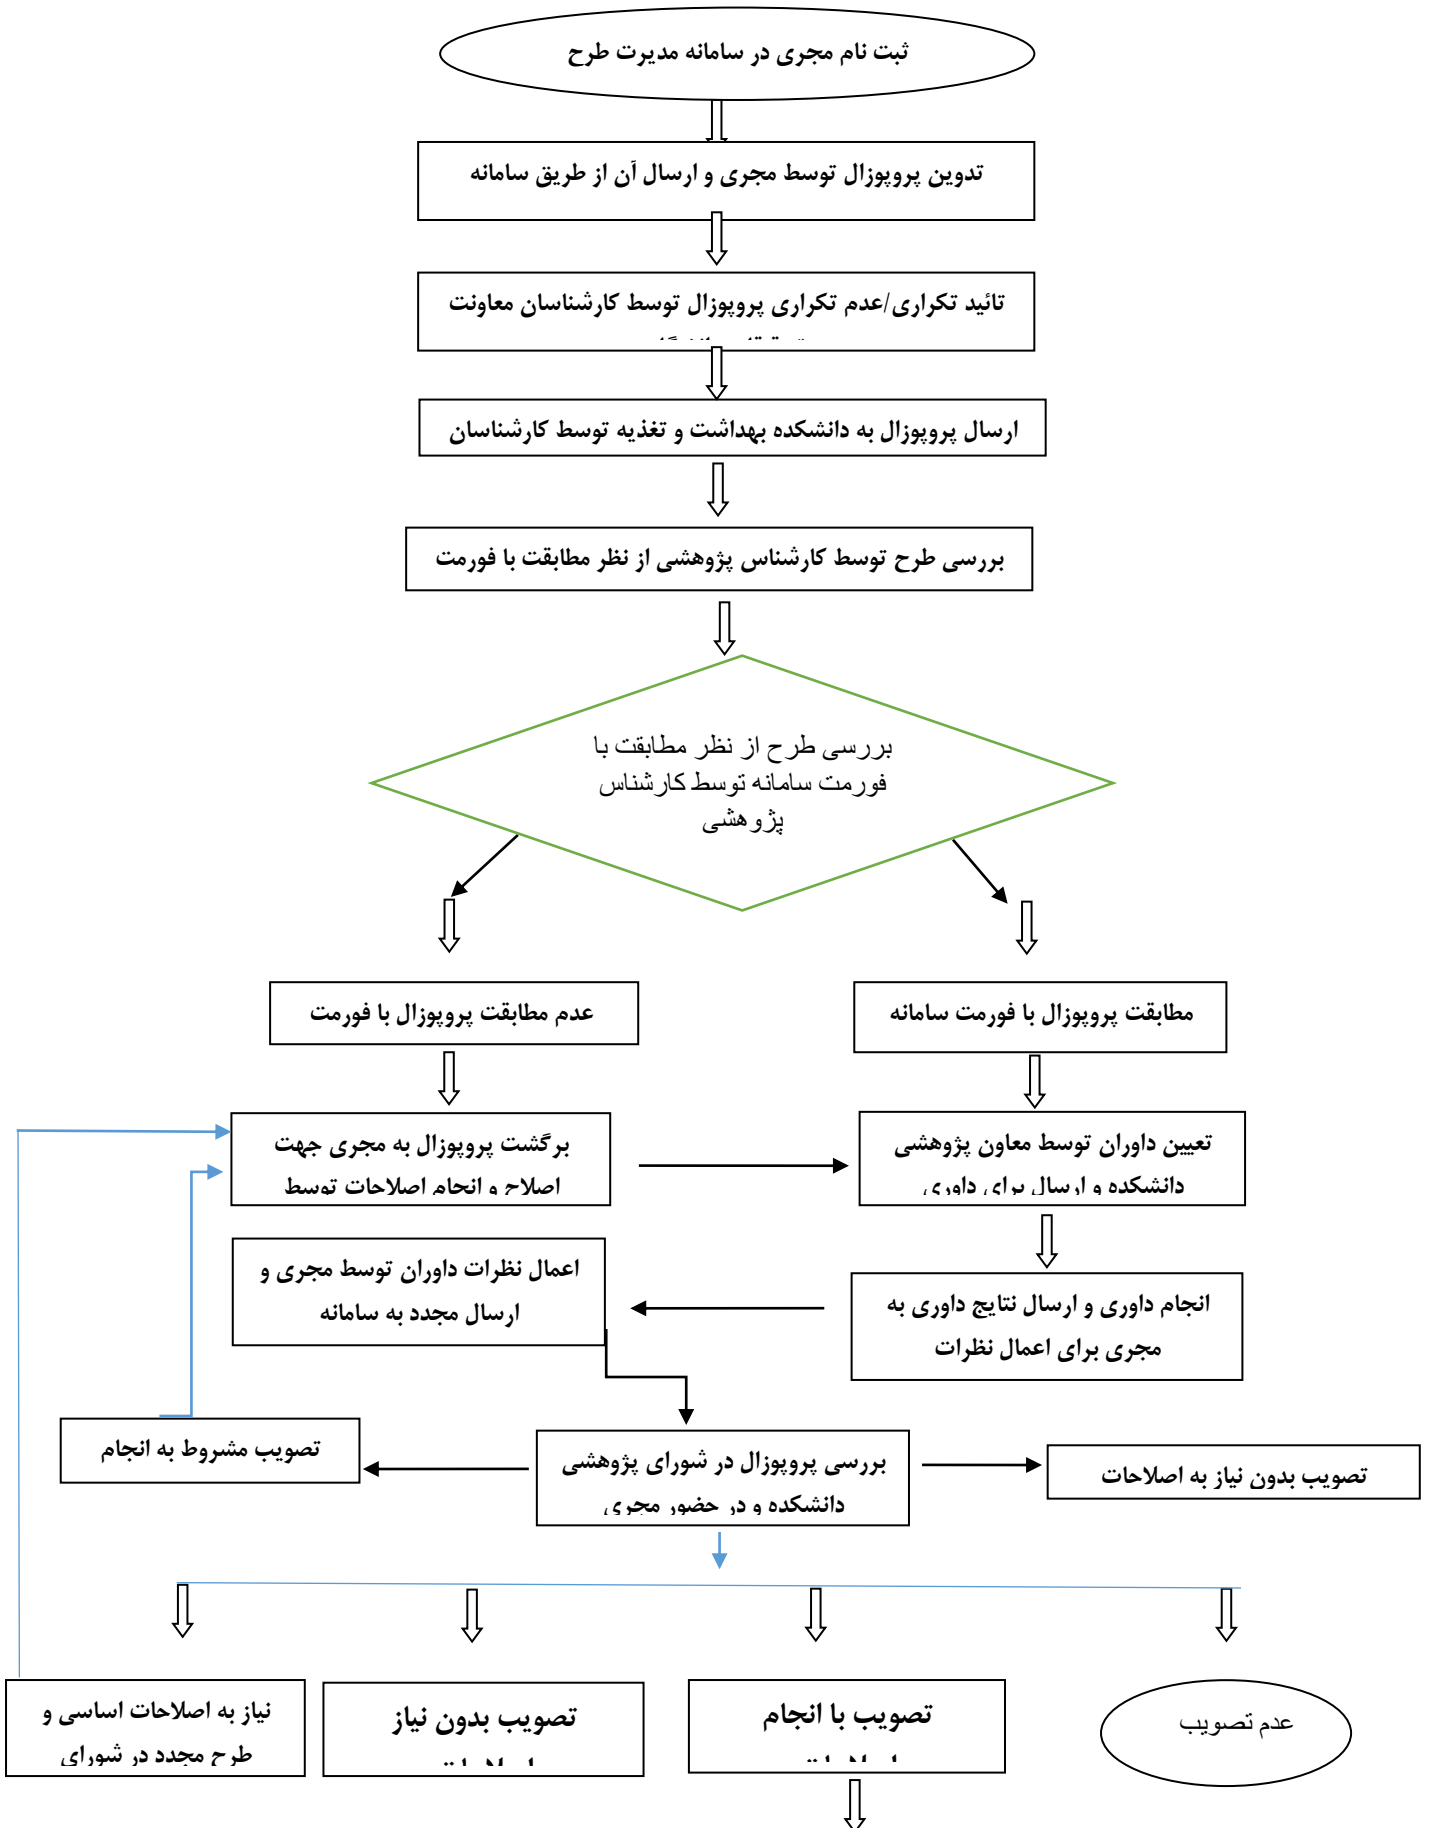 ثبت نام مجری در سامانه مدیرت طرح
تدوین پروپوزال توسط مجری و ارسال آن از طریق سامانه
تائید تکراری/عدم تکراری پروپوزال توسط کارشناسان معاونت
ارسال پروپوزال به دانشکده بهداشت و تغذیه توسط کارشناسان
بررسی طرح توسط کارشناس پژوهشی از نظر مطابقت با فورمت
بررسی طرح از نظر مطابقت با
فورمت سامانه توسط کارشناس
پژوهشی
مطابقت پروپوزال با فورمت سامانه
عدم مطابقت پروپوزال با فورمت
تعیین داوران توسط معاون پژوهشی
دانشکده و ارسال برای داوری
برگشت پروپوزال به مجری جهت
اصلاح و انجام اصلاحات توسط
انجام داوری و ارسال نتایج داوری به
مجری برای اعمال نظرات
اعمال نظرات داوران توسط مجری و
ارسال مجدد به سامانه
تصویب بدون نیاز به اصلاحات
بررسی پروپوزال در شورای پژوهشی
دانشکده و در حضور مجری
تصویب مشروط به انجام
عدم تصویب
تصویب با انجام
اصلاحات
تصویب بدون نیاز
اصلاحات
نیاز به اصلاحات اساسی و
طرح مجدد در شورای